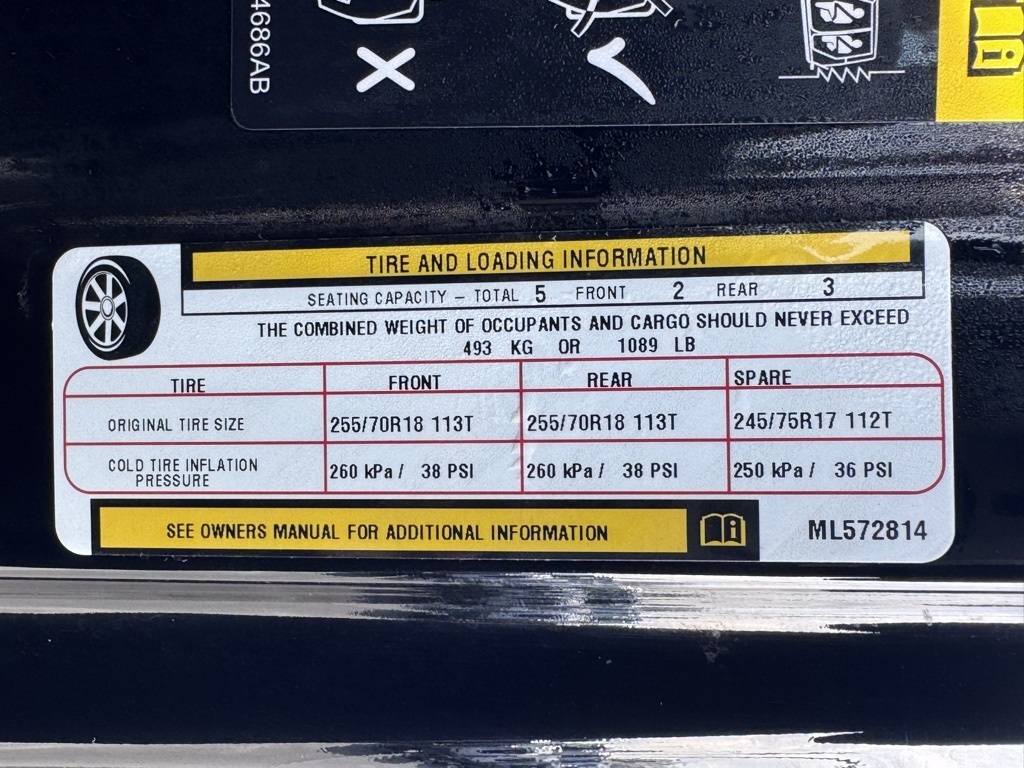 4686AB
TIRE AND LOADING INFORMATION
SEATING CAPACITY – TOTAL 5 FRONT 2 REAR 3
THE COMBINED WEIGHT OF OCCUPANTS AND CARGO SHOULD NEVER EXCEED
493 KG OR 1089 LB
TIRE FRONT REAR SPARE
ORIGINAL TIRE SIZE 255/70R18 113T 255/70R18 113T 245/75R17 112T
COLD TIRE INFLATION
PRESSURE 260 kPa / 38 PSI 260 kPa / 38 PSI 250 kPa / 36 PSI
SEE OWNERS MANUAL FOR ADDITIONAL INFORMATION
ML572814